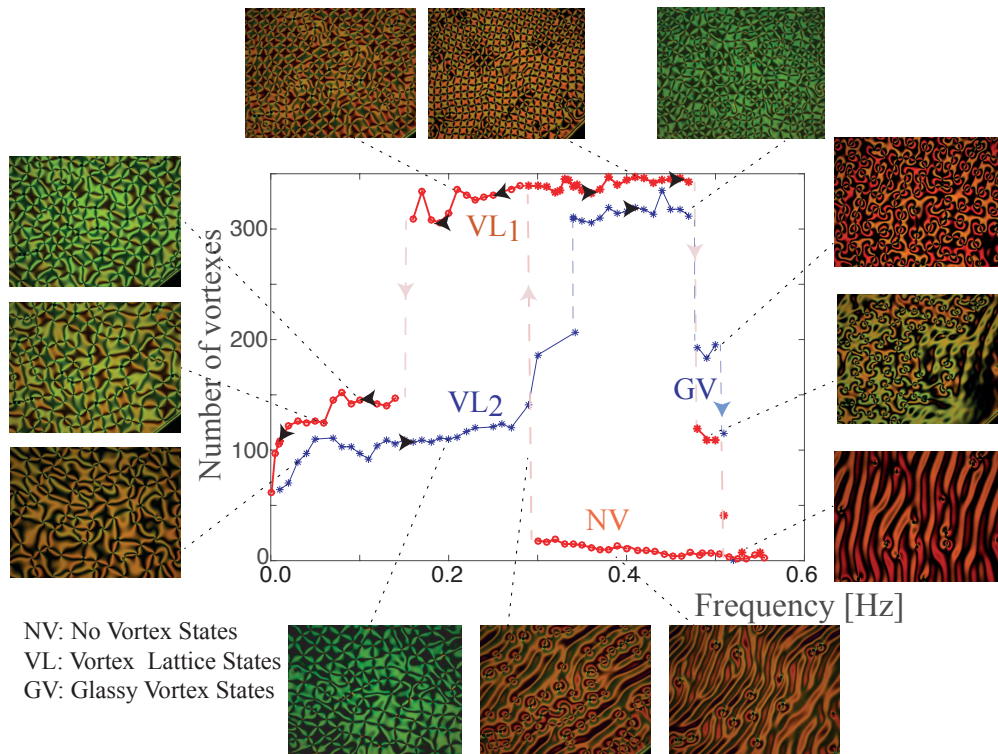 Number of vortexes
300
200
100
0
0.0
0.2
0.4
0.6
Frequency [Hz]
VL1
VL2
GV
NV
NV: No Vortex States
VL: Vortex Lattice States
GV: Glassy Vortex States